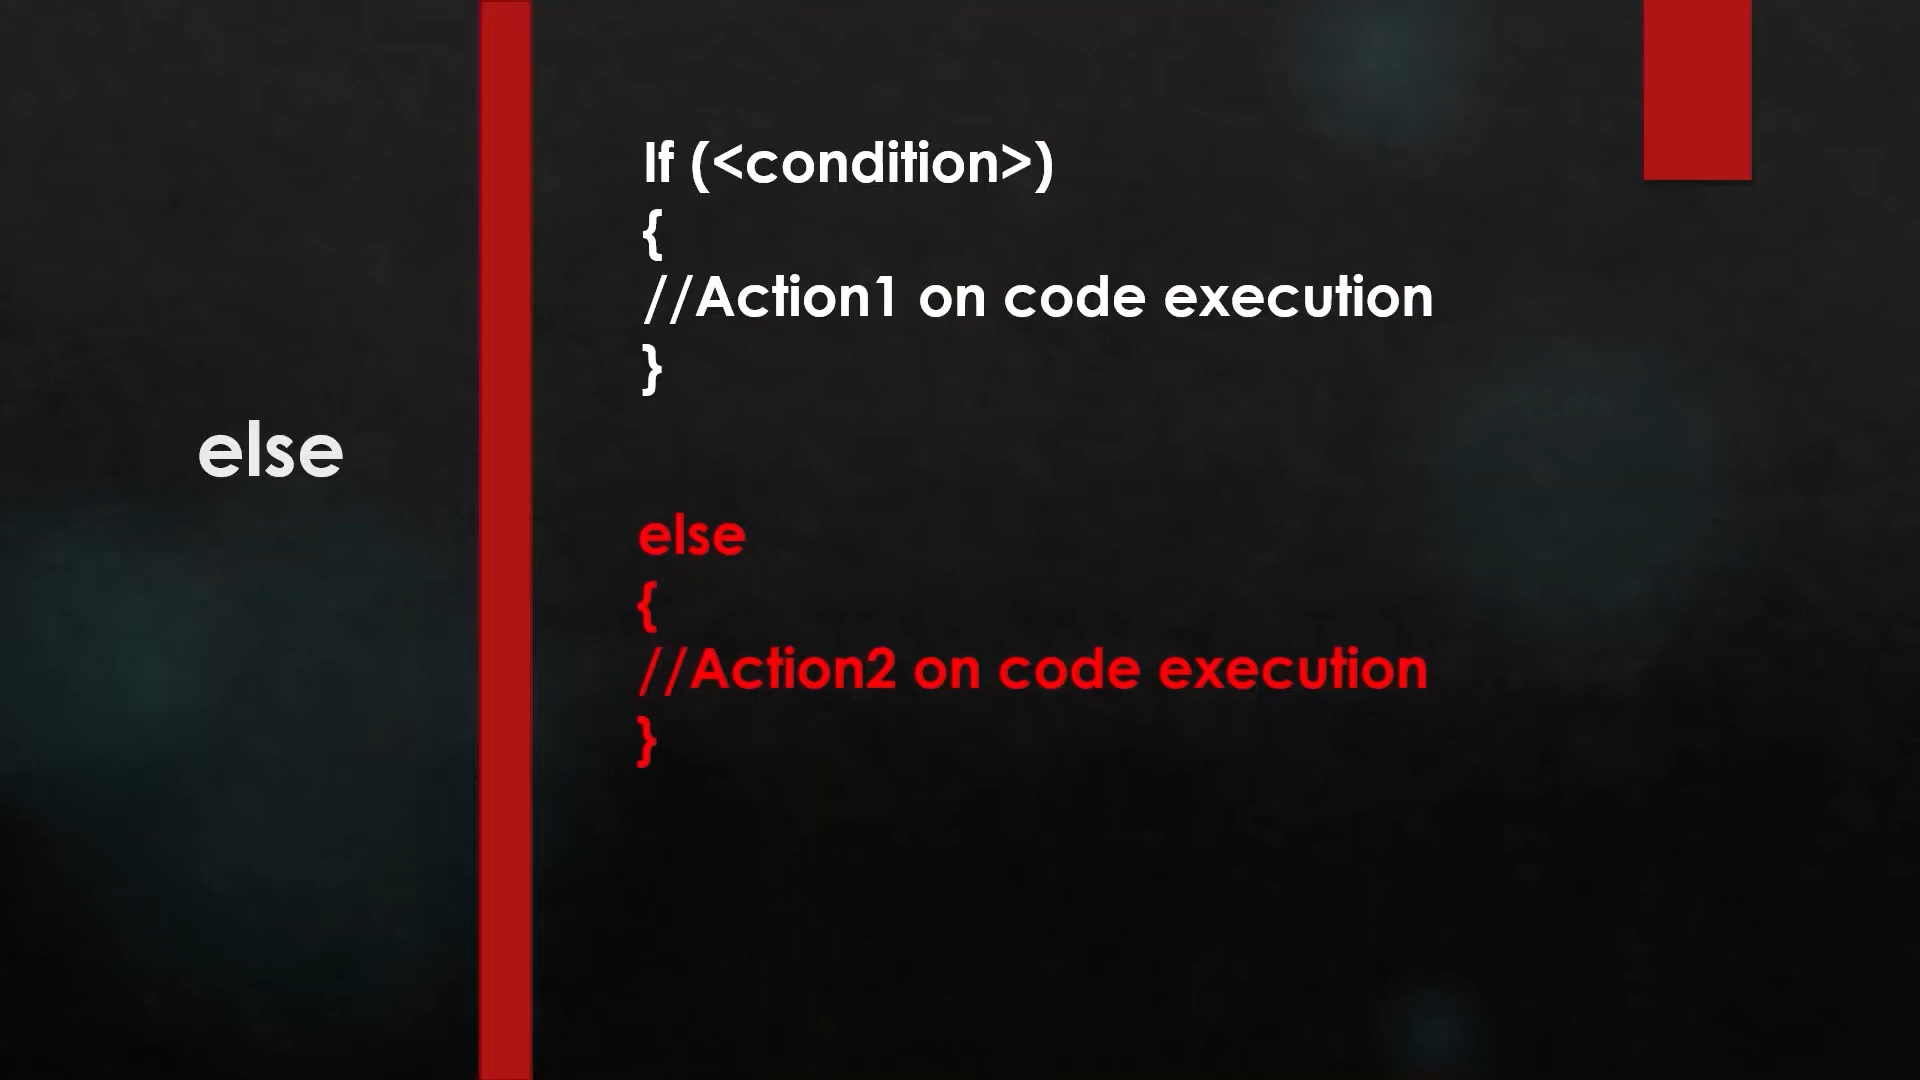 else
If (<condition>)
{
//Action1 on code execution
}
else
{
//Action2 on code execution
}